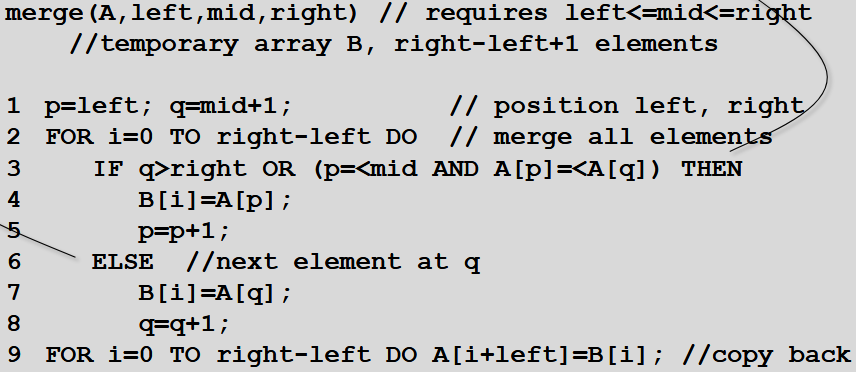 merge(A,left,mid,right) // requires left<=mid<=right
//temporary array B, right-left+1 elements
1 p=left; q=mid+1; // position left, right
2 FOR i=0 TO right-left DO // merge all elements
3 IF q>right OR (p=<mid AND A[p]=<A[q]) THEN
4 B[i]=A[p];
5 p=p+1;
6 ELSE //next element at q
7 B[i]=A[q];
8 q=q+1;
9 FOR i=0 TO right-left DO A[i+left]=B[i]; //copy back